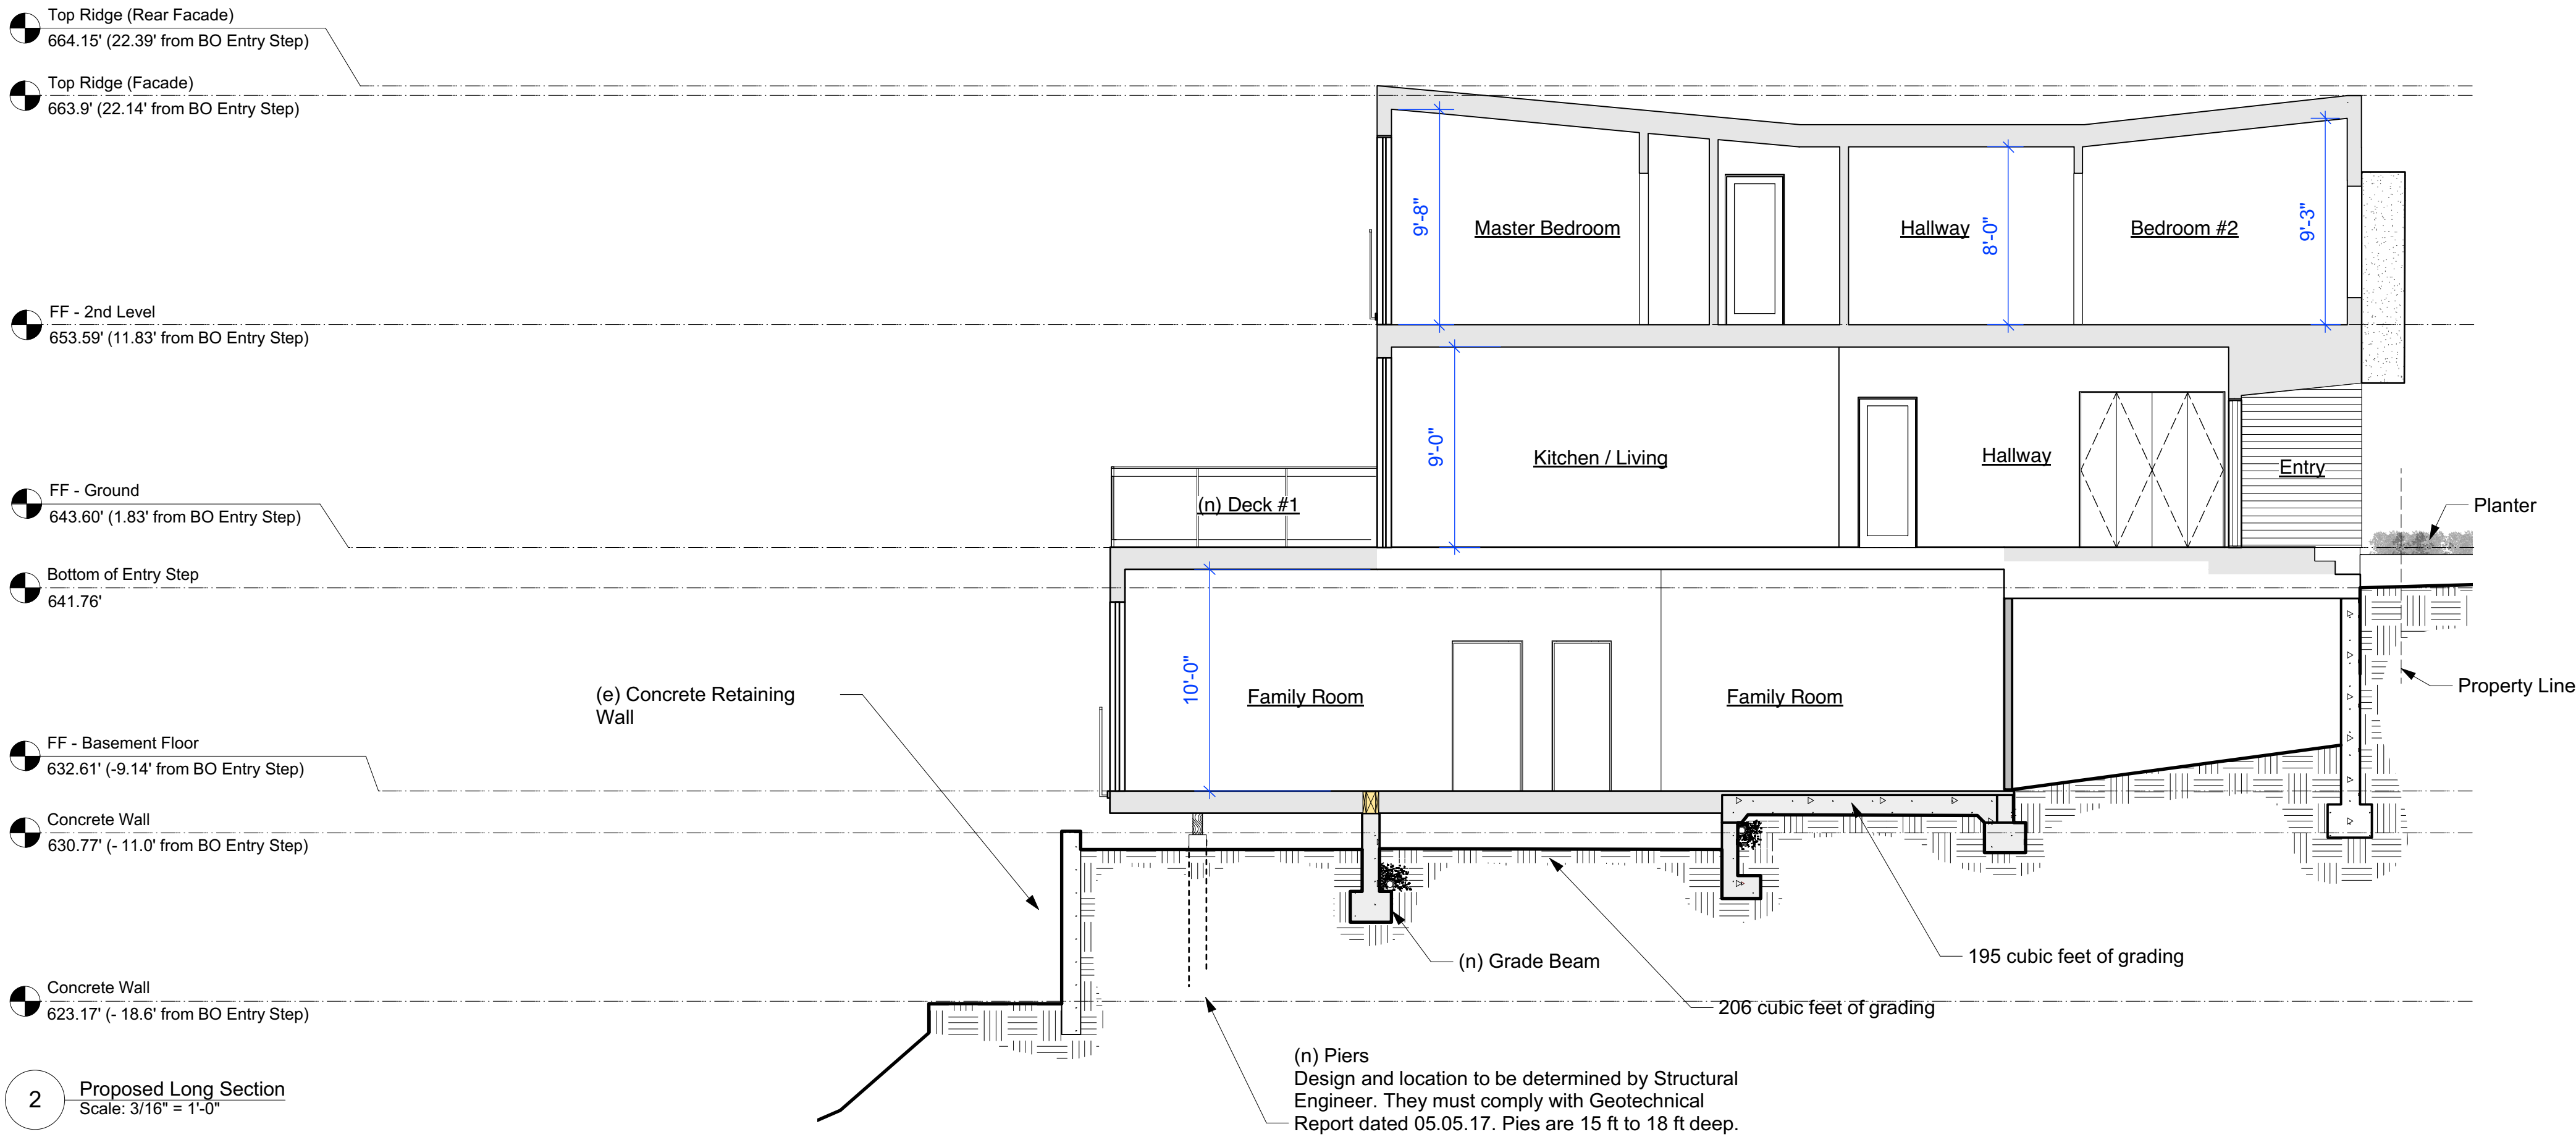 Top Ridge (Rear Facade)
664.15' (22.39' from BO Entry Step)
Top Ridge (Facade)
663.9' (22.14' from BO Entry Step)
9'-8"
Master Bedroom
Hallway
8'-0"
Bedroom #2
9'-3"
FF - 2nd Level
653.59' (11.83' from BO Entry Step)
9'-0"
Kitchen / Living
Hallway
Entry
FF - Ground
643.60' (1.83' from BO Entry Step)
(n) Deck #1
Planter
Bottom of Entry Step
641.76'
10'-0"
Family Room
Family Room
Property Line
(e) Concrete Retaining
Wall
FF - Basement Floor
632.61' (-9.14' from BO Entry Step)
Concrete Wall
630.77' (- 11.0' from BO Entry Step)
(n) Grade Beam
195 cubic feet of grading
206 cubic feet of grading
Concrete Wall
623.17' (- 18.6' from BO Entry Step)
(n) Piers
Design and location to be determined by Structural
Engineer. They must comply with Geotechnical
Report dated 05.05.17. Pies are 15 ft to 18 ft deep.
2
Proposed Long Section
Scale: 3/16" = 1'-0"